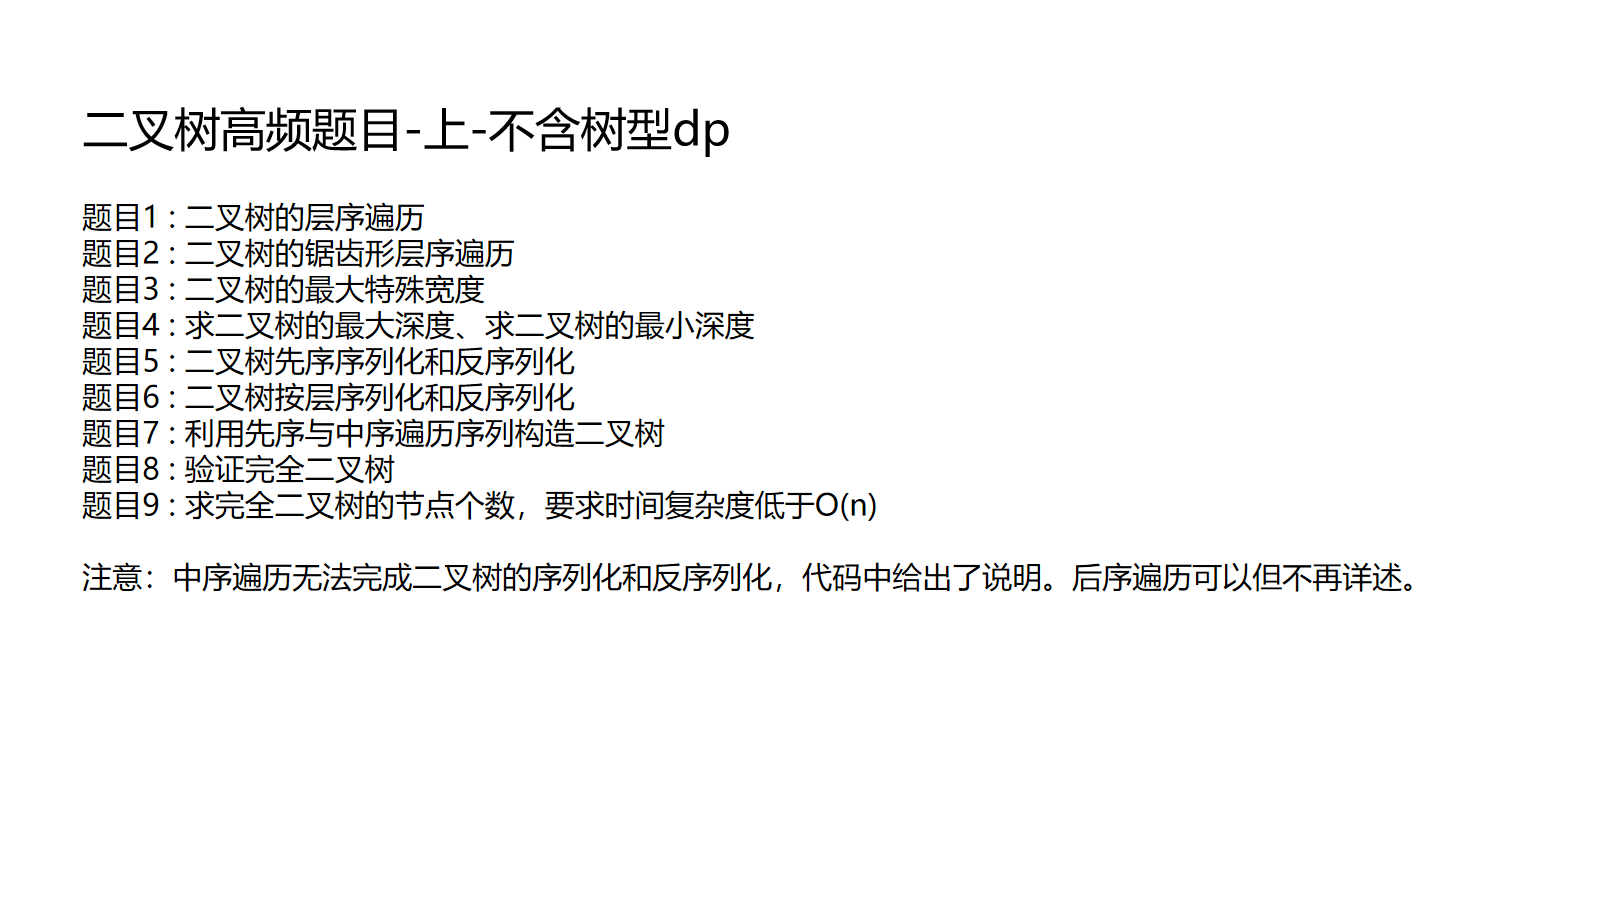 二叉树高频题目-上-不含树型dp
题目1 : 二叉树的层序遍历
题目2 : 二叉树的锯齿形层序遍历
题目3 : 二叉树的最大特殊宽度
题目4 : 求二叉树的最大深度、求二叉树的最小深度
题目5 : 二叉树先序序列化和反序列化
题目6 : 二叉树按层序列化和反序列化
题目7 : 利用先序与中序遍历序列构造二叉树
题目8 : 验证完全二叉树
题目9 : 求完全二叉树的节点个数，要求时间复杂度低于O(n)
注意：中序遍历无法完成二叉树的序列化和反序列化，代码中给出了说明。后序遍历可以但不再详述。